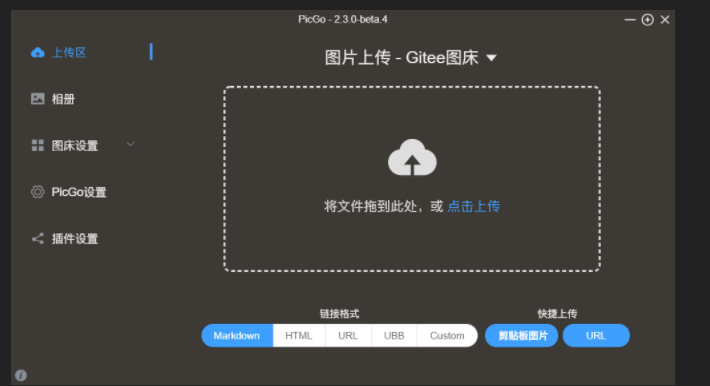 PicGo - 2.3.0-beta.4
上传区
相册
图床设置
PicGo设置
插件设置
图片上传 - Gitee图床
将文件拖到此处，或 点击上传
链接格式
Markdown HTML URL UBB Custom
快捷上传
剪贴板图片 URL